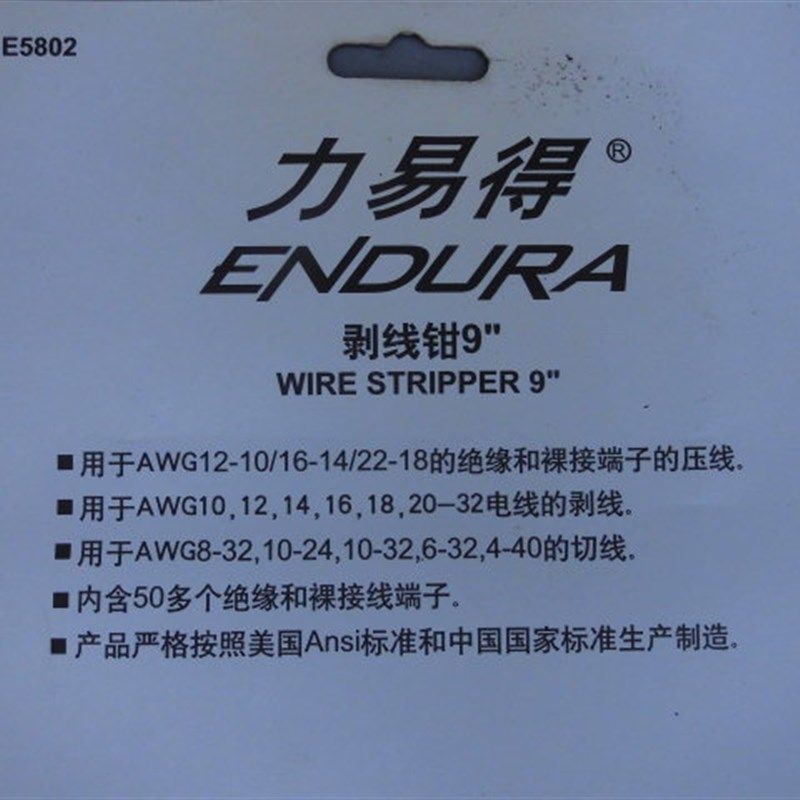 E5802
力易得®
ENDURA
剥线钳9"
WIRE STRIPPER 9"
■用于AWG12-10/16-14/22-18的绝缘和裸接端子的压线。
■用于AWG10,12,14,16,18,20-32电线的剥线。
■用于AWG8-32,10-24,10-32,6-32,4-40的切线。
■内含50多个绝缘和裸接线端子。
■产品严格按照美国Ansi标准和中国国家标准生产制造。